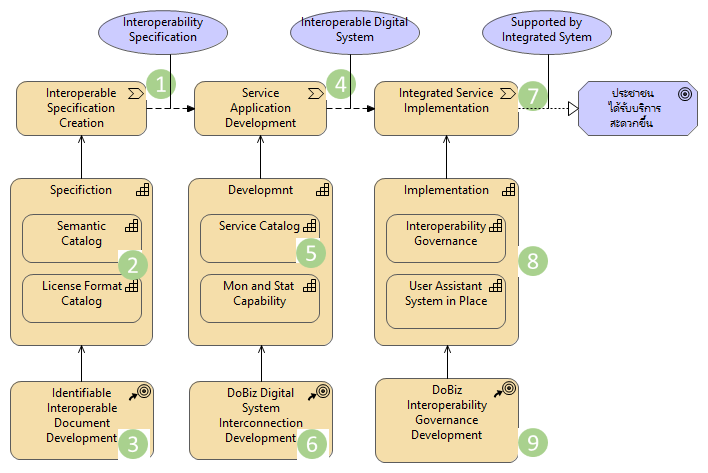 Interoperability
Specification
Interoperable Digital
System
Supported by
Integrated Sytem
Interoperable
Specification
Creation
1
Service
Application
Development
4
Integrated Service
Implementation
7
ประชาชน
ได้รับบริการ
สะดวกขึ้น
Specifiction
Semantic
Catalog
2
License Format
Catalog
Developmnt
Service Catalog
5
Mon and Stat
Capability
Implementation
Interoperability
Governance
8
User Assistant
System in Place
Identifiable
Interoperable
Document
Development
3
DoBiz Digital
System
Interconnection
Development
6
DoBiz
Interoperability
Governance
Development
9